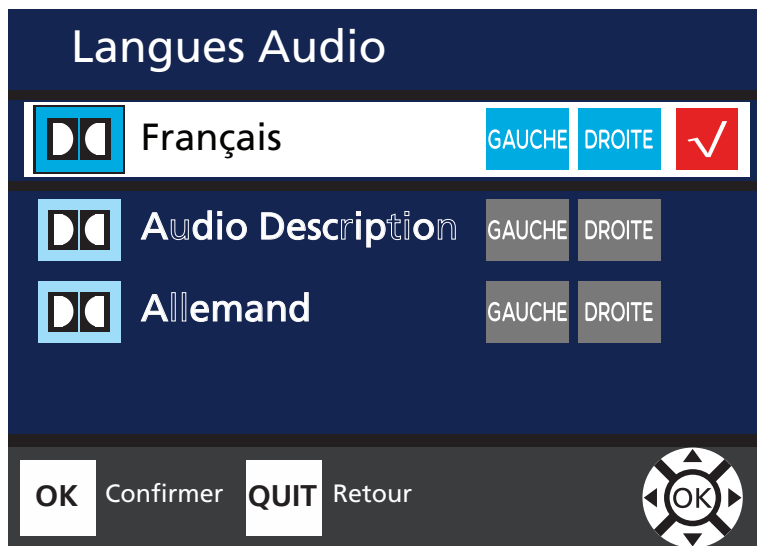 Langues Audio
Français GAUCHE DROITE √
Audio Description GAUCHE DROITE
Allemand GAUCHE DROITE
OK Confirmer QUIT Retour OK